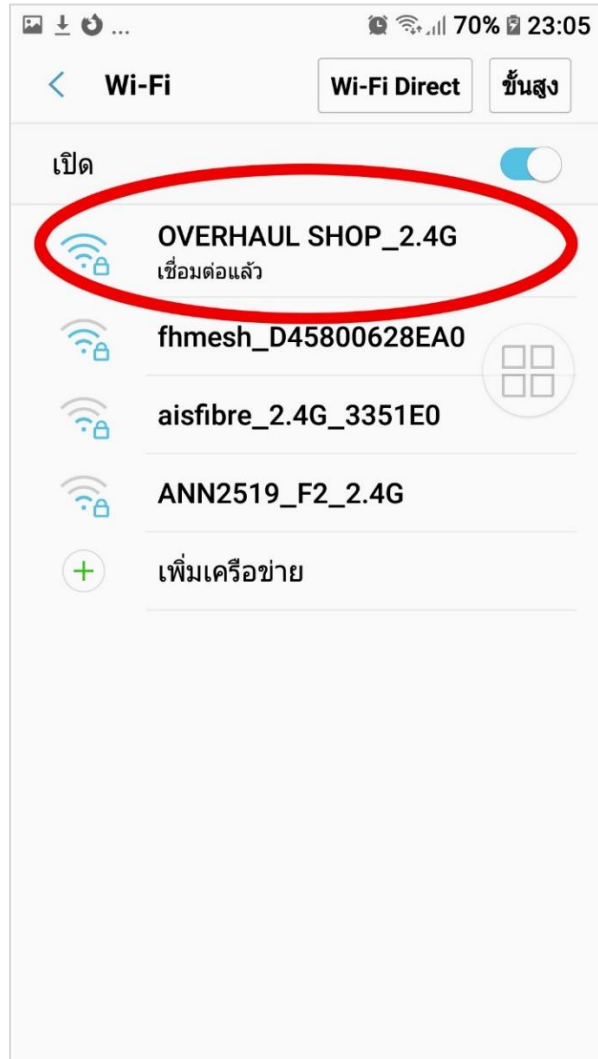 ... 70% 23:05
Wi-Fi Wi-Fi Direct ขั้นสูง
เปิด
OVERHAUL SHOP_2.4G
เชื่อมต่อแล้ว
fhmesh_D45800628EA0
aisfibre_2.4G_3351E0
ANN2519_F2_2.4G
เพิ่มเครือข่าย